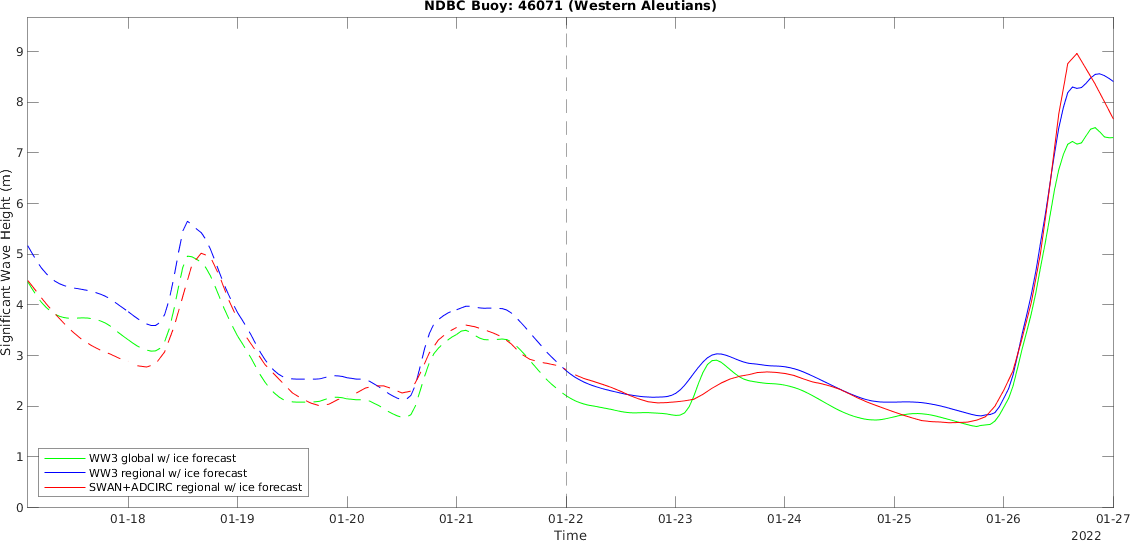 NDBC Buoy: 46071 (Western Aleutians)
Significant Wave Height (m)
9
8
7
6
5
4
3
2
1
0
WW3 global w/ ice forecast
WW3 regional w/ ice forecast
SWAN+ADCIRC regional w/ ice forecast
01-18 01-19 01-20 01-21 01-22 01-23 01-24 01-25 01-26 01-27
Time
2022